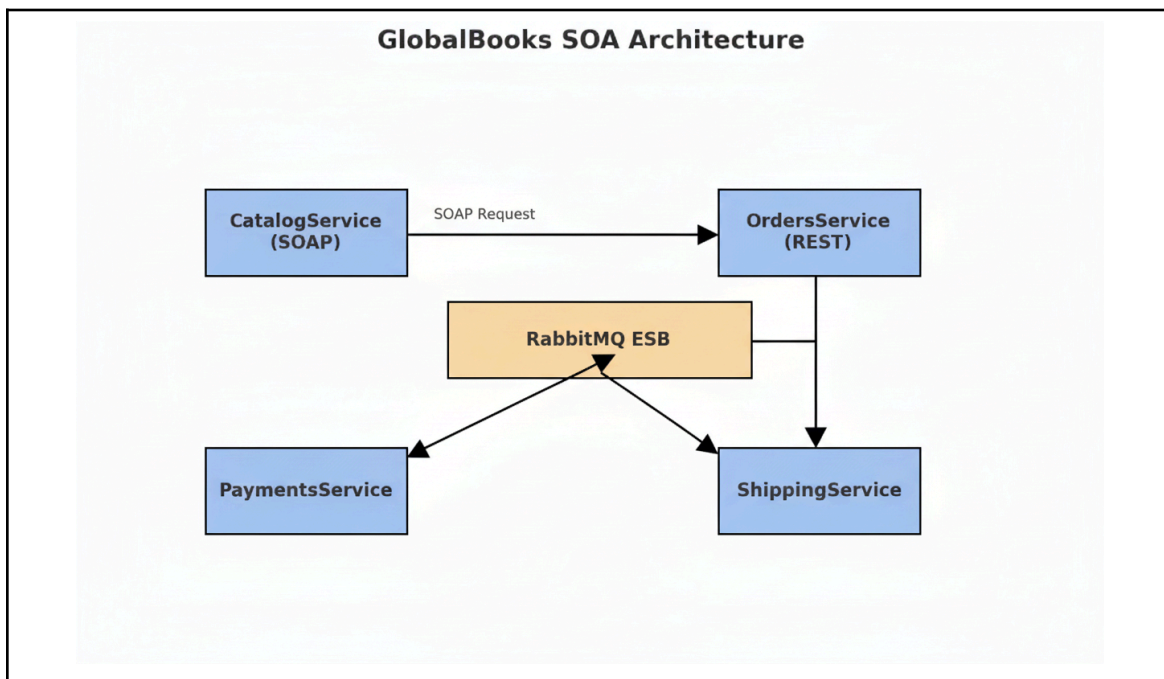 GlobalBooks SOA Architecture
CatalogService
(SOAP)
SOAP Request
OrdersService
(REST)
RabbitMQ ESB
PaymentsService
ShippingService